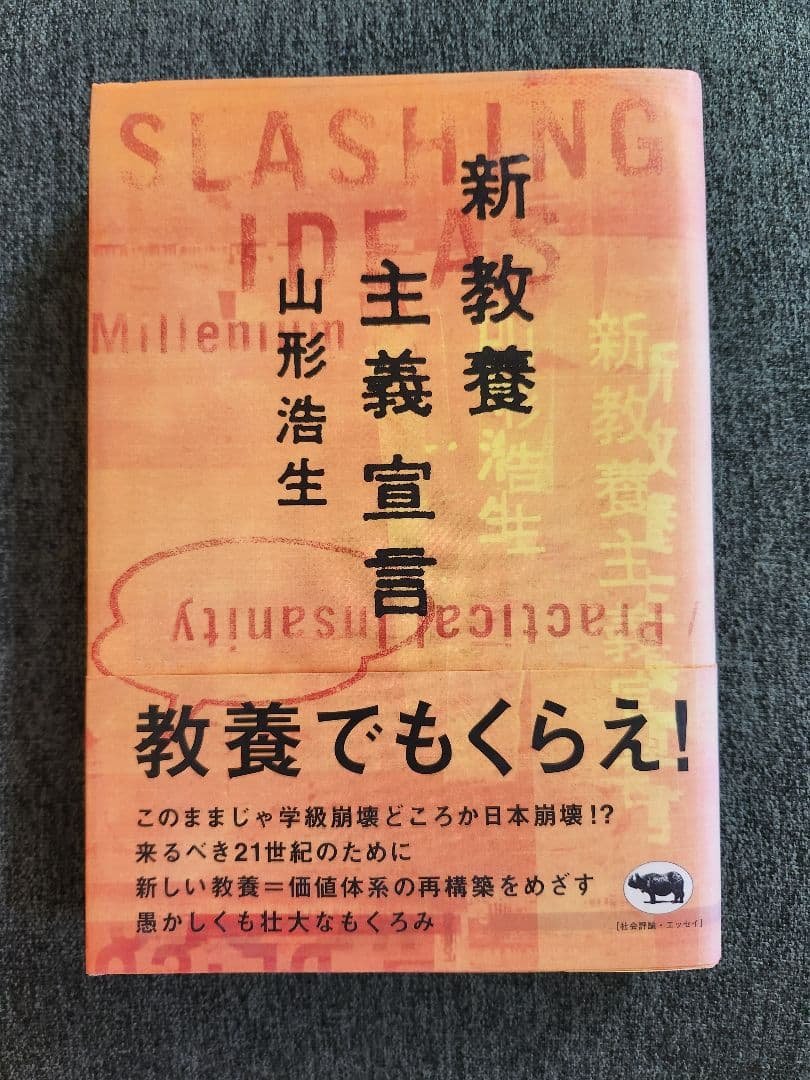 SLASHING
IDEAS
Millenium
新教養
主義宣言
山形浩生
新教養主義
浩生
Practical Insanity
教養でもくらえ!
このままじゃ学級崩壊どころか日本崩壊!?
来るべき21世紀のために
新しい教養=価値体系の再構築をめざす
愚かしくも壮大なもくろみ
[社会評論・エッセイ]